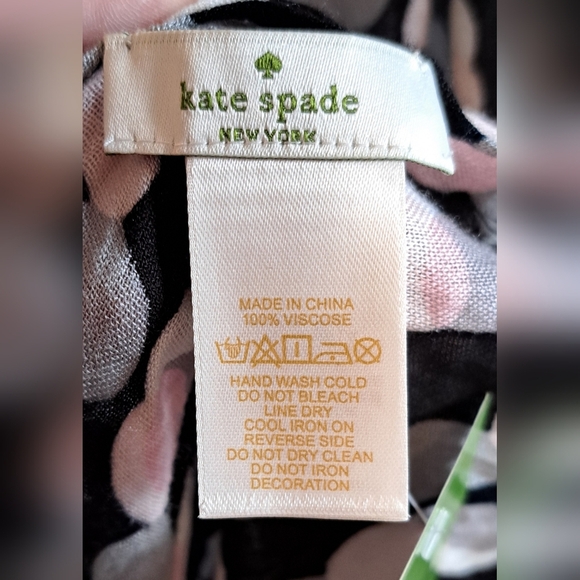 kate spade
NEW YORK
MADE IN CHINA
100% VISCOSE
HAND WASH COLD
DO NOT BLEACH
LINE DRY
COOL IRON ON
REVERSE SIDE
DO NOT DRY CLEAN
DO NOT IRON
DECORATION